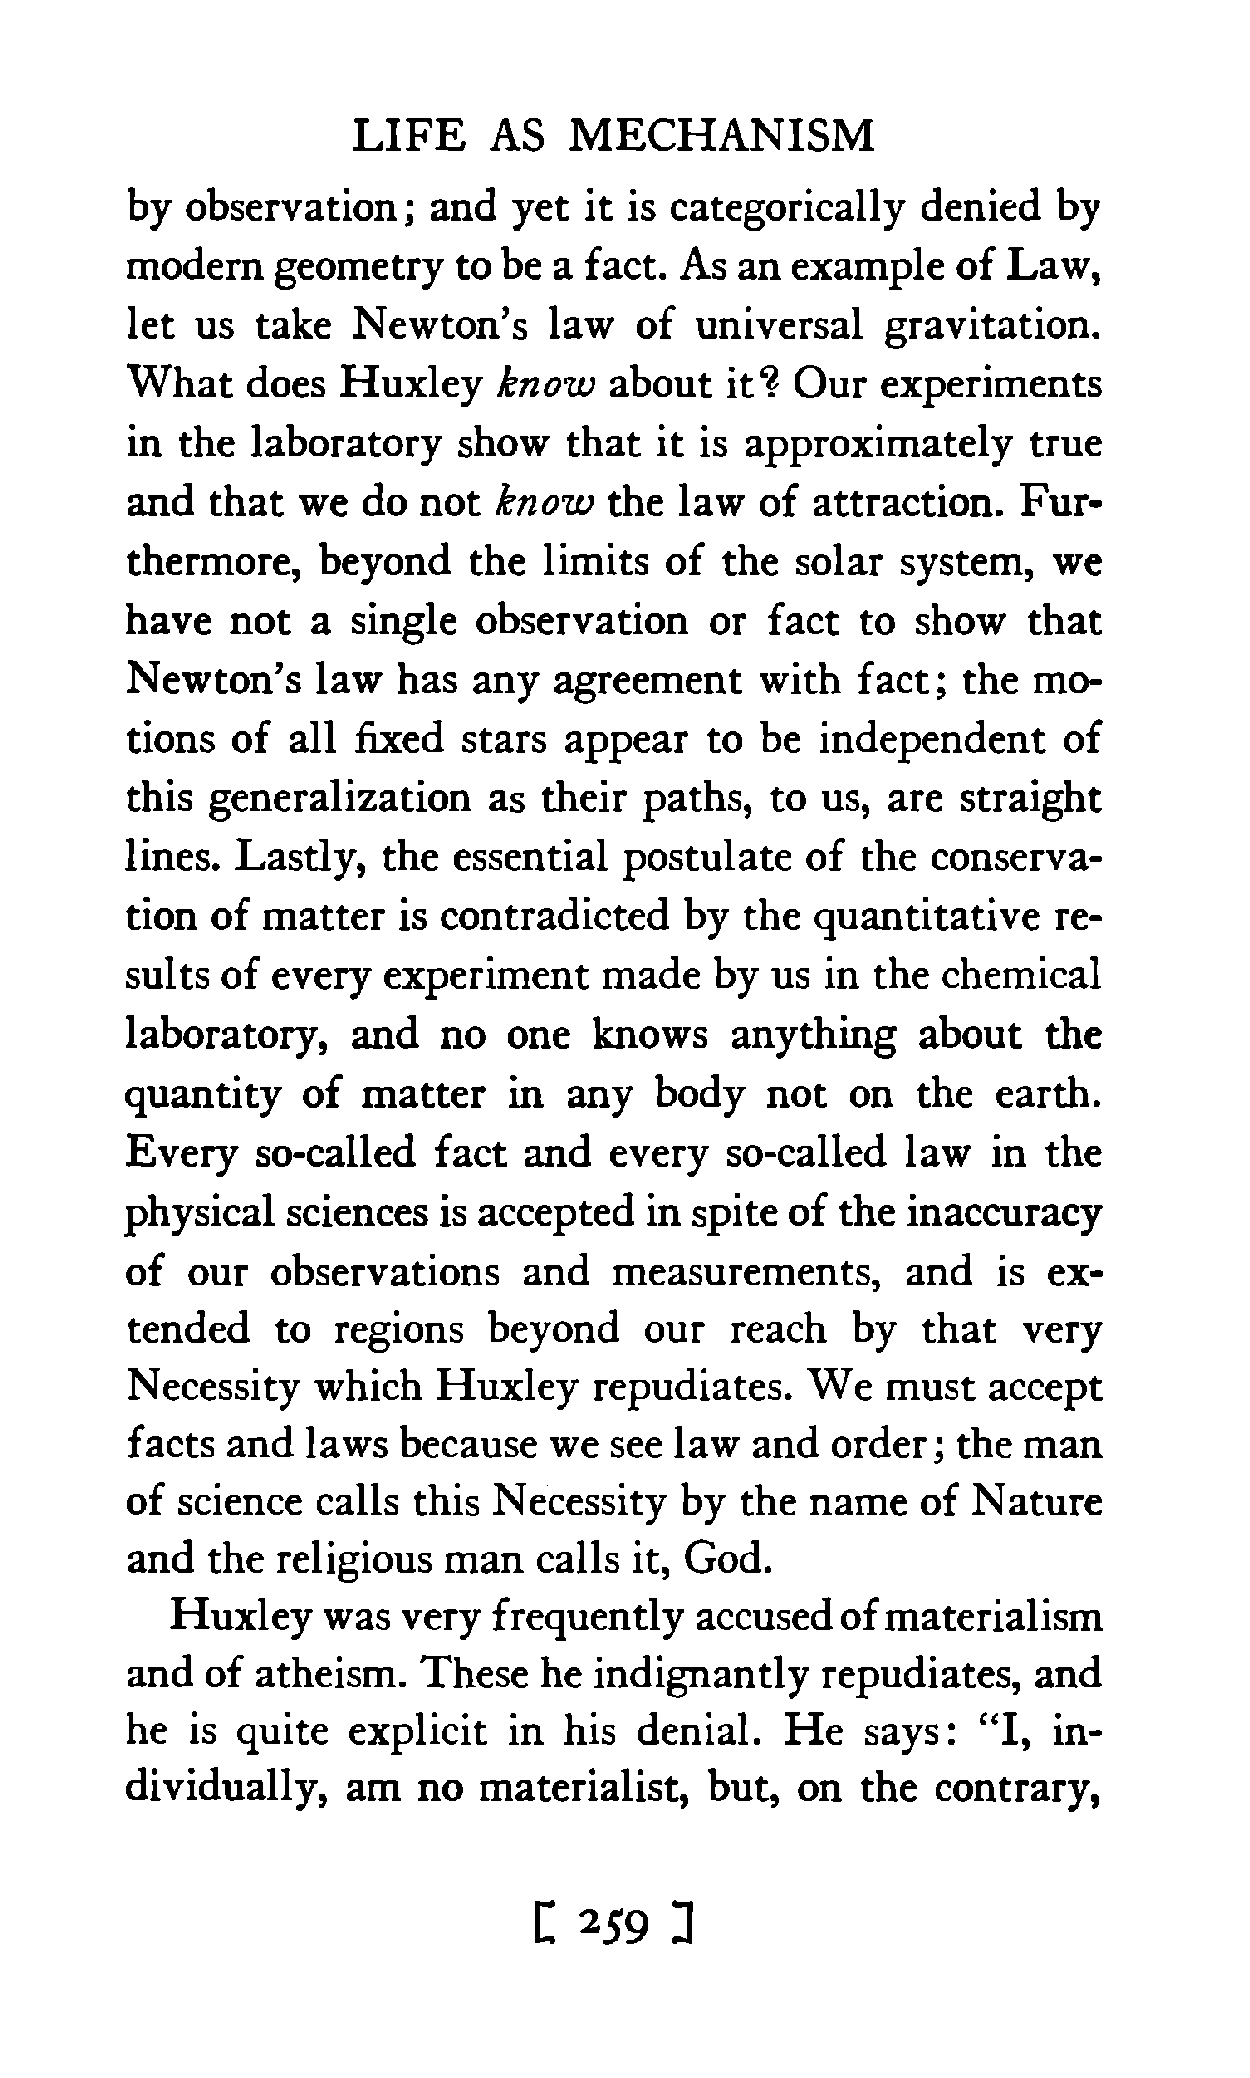 LIFE AS MECHANISM
by observation; and yet it is categorically denied by
modern geometry to be a fact. As an example of Law,
let us take Newton's law of universal gravitation.
What does Huxley know about it? Our experiments
in the laboratory show that it is approximately true
and that we do not know the law of attraction. Fur-
thermore, beyond the limits of the solar system, we
have not a single observation or fact to show that
Newton's law has any agreement with fact; the mo-
tions of all fixed stars appear to be independent of
this generalization as their paths, to us, are straight
lines. Lastly, the essential postulate of the conserva-
tion of matter is contradicted by the quantitative re-
sults of every experiment made by us in the chemical
laboratory, and no one knows anything about the
quantity of matter in any body not on the earth.
Every so-called fact and every so-called law in the
physical sciences is accepted in spite of the inaccuracy
of our observations and measurements, and is ex-
tended to regions beyond our reach by that very
Necessity which Huxley repudiates. We must accept
facts and laws because we see law and order; the man
of science calls this Necessity by the name of Nature
and the religious man calls it, God.
Huxley was very frequently accused of materialism
and of atheism. These he indignantly repudiates, and
he is quite explicit in his denial. He says: "I, in-
dividually, am no materialist, but, on the contrary,
[ 259 ]